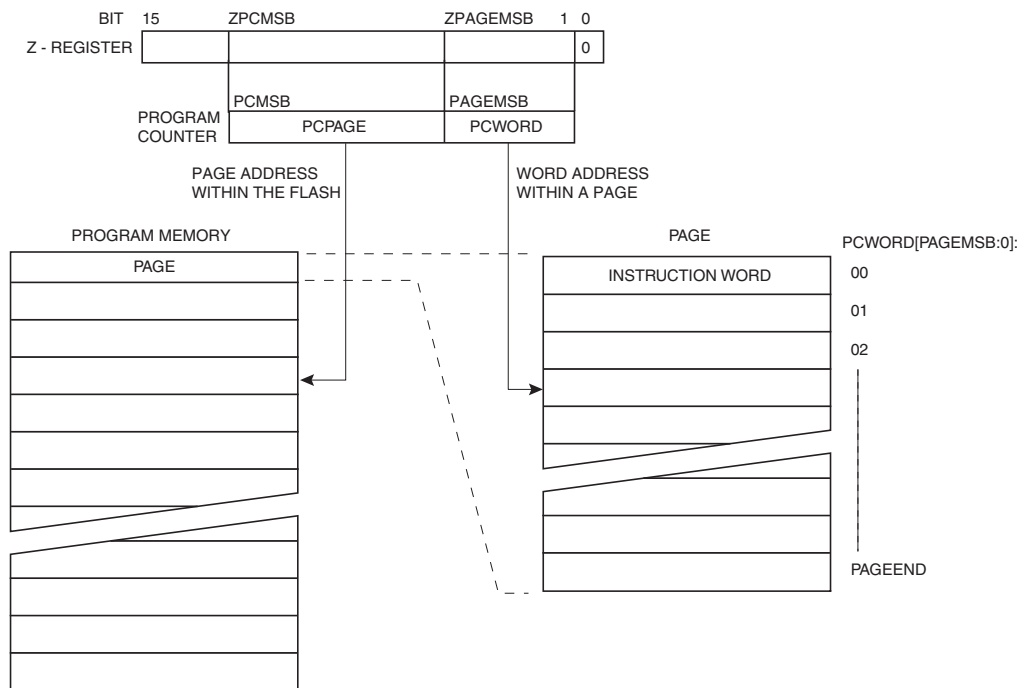 BIT 15 ZPCMSB ZPAGEMSB 1 0
Z - REGISTER 0
PCMSB PAGEMSB
PROGRAM
COUNTER
PCPAGE PCWORD
PAGE ADDRESS
WITHIN THE FLASH
WORD ADDRESS
WITHIN A PAGE
PROGRAM MEMORY
PAGE
PAGE
INSTRUCTION WORD
PCWORD[PAGEMSB:0]:
00
01
02
PAGEEND